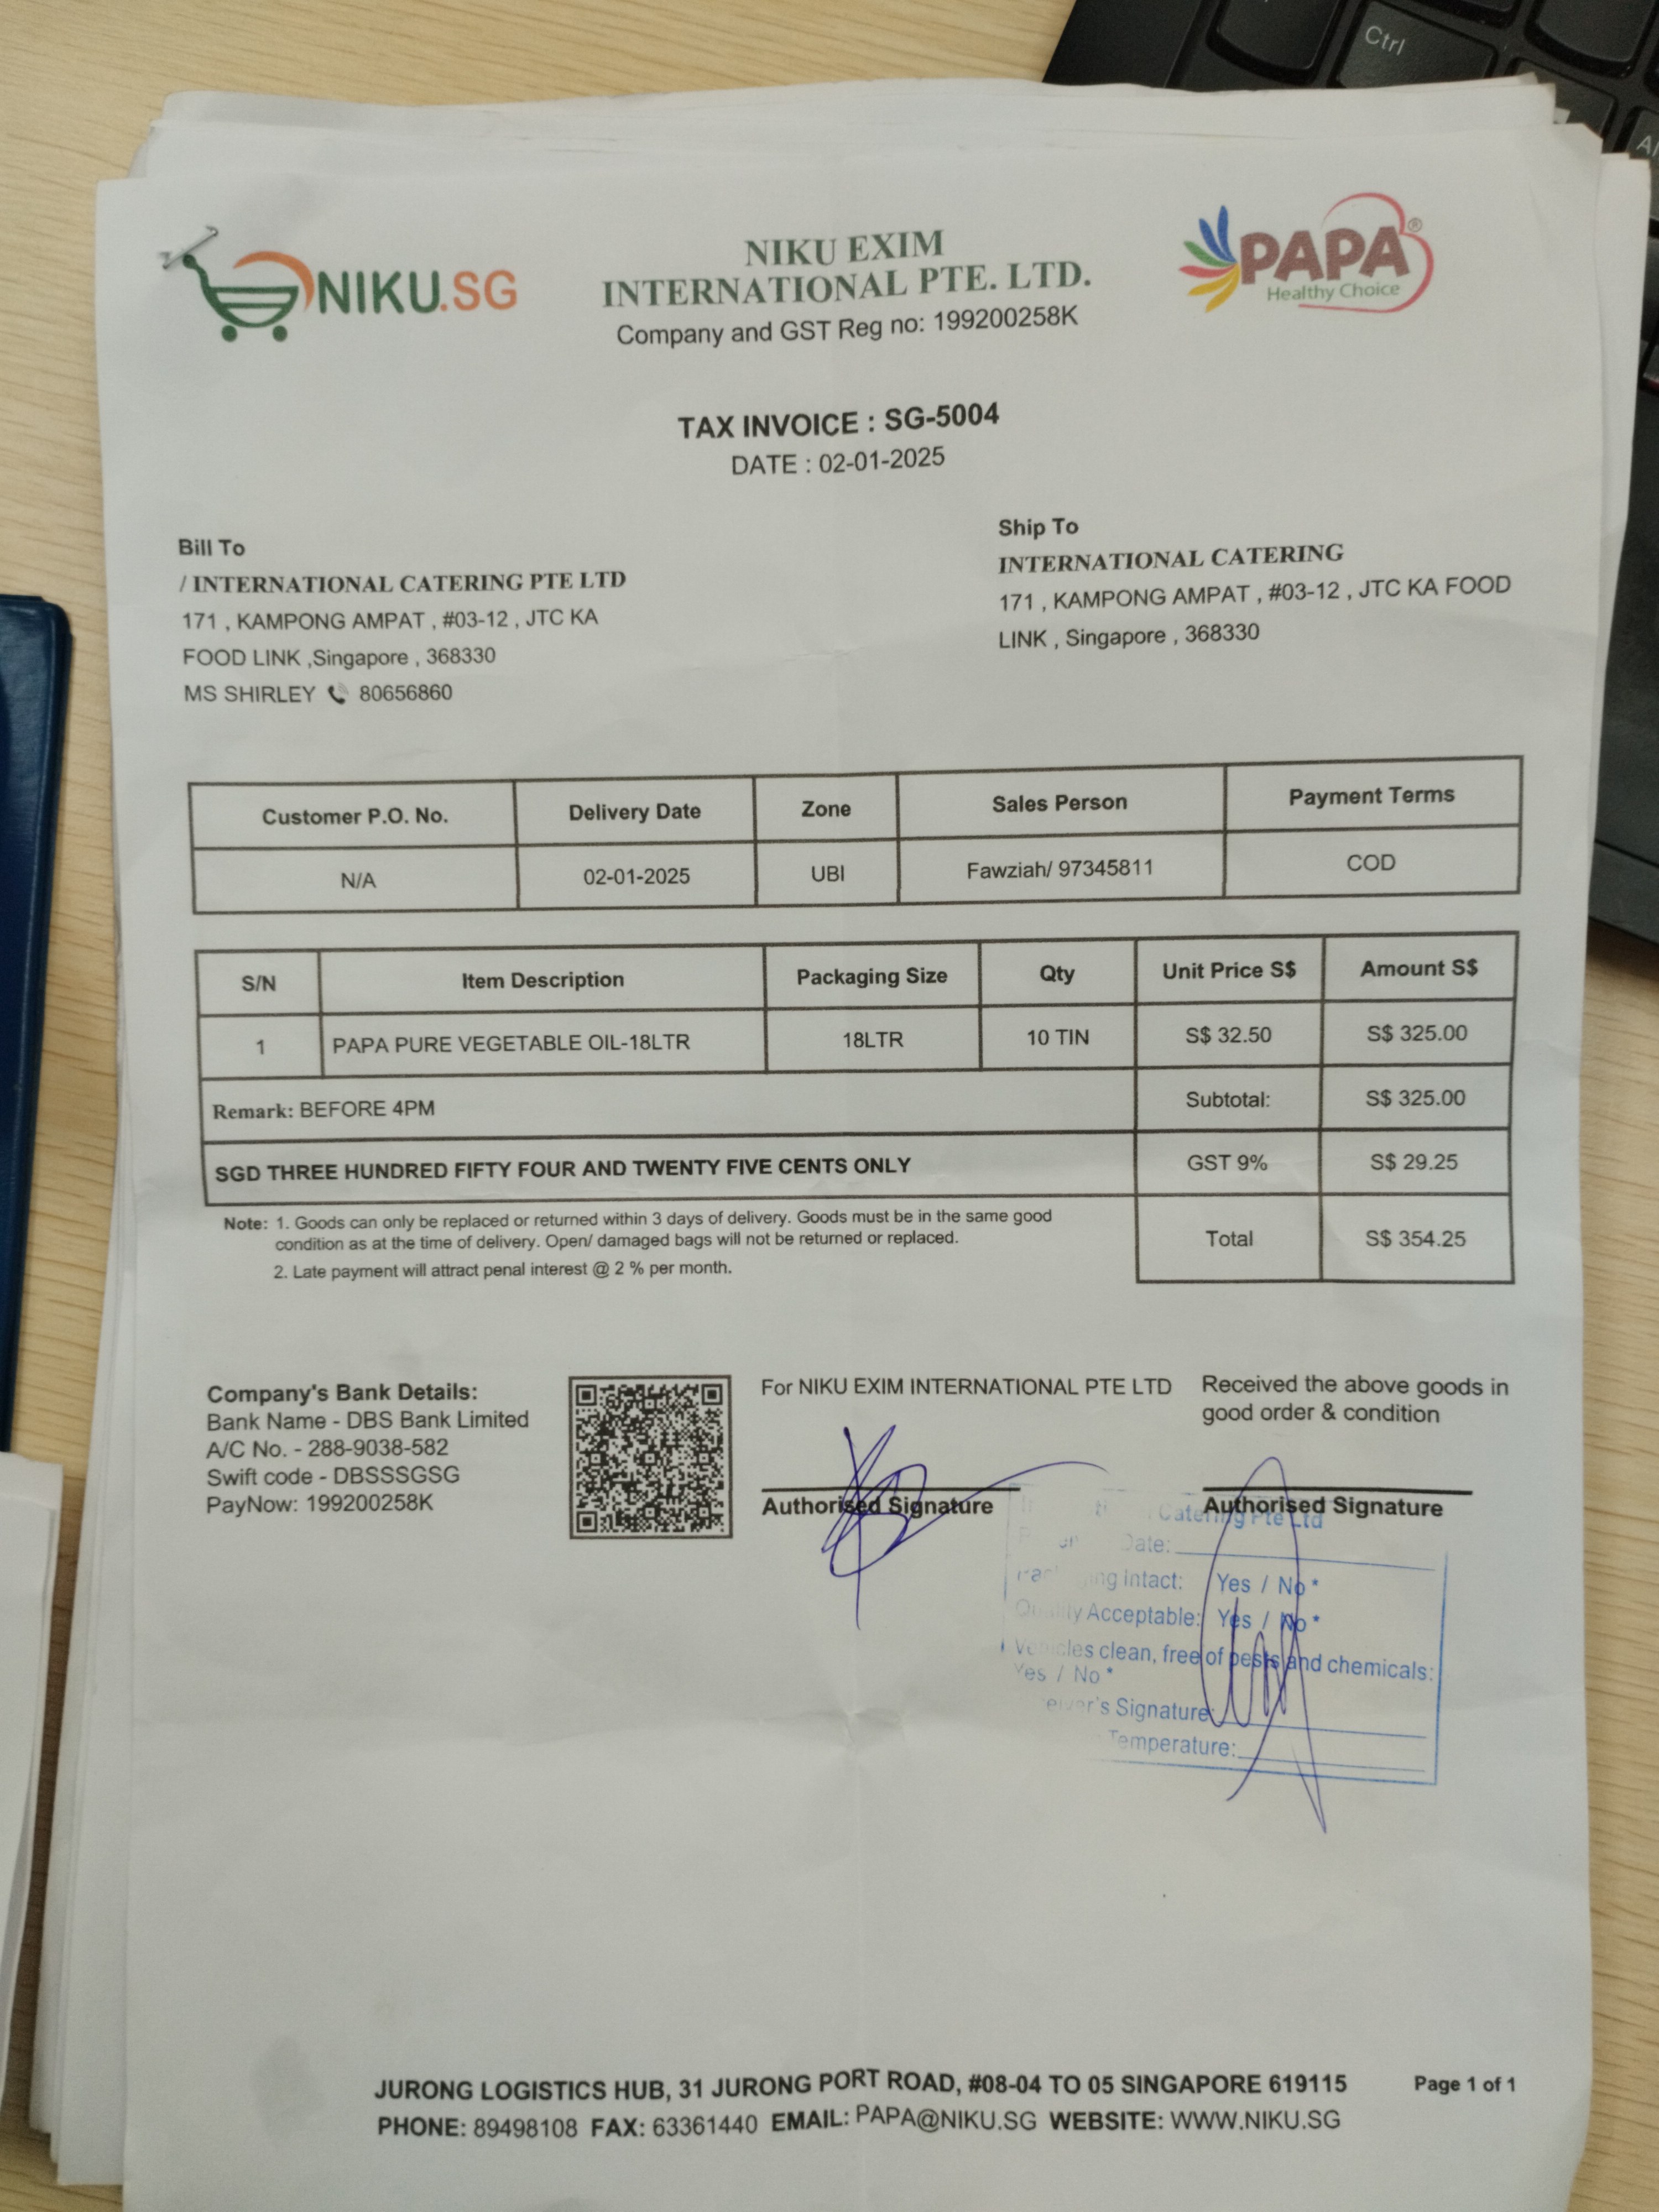 Ctrl
NIKU.SG
NIKU EXIM
INTERNATIONAL PTE. LTD.
Company and GST Reg no: 199200258K
PAPA®
Healthy Choice
TAX INVOICE : SG-5004
DATE : 02-01-2025
Bill To
/ INTERNATIONAL CATERING PTE LTD
171 , KAMPONG AMPAT , #03-12 , JTC KA
FOOD LINK ,Singapore , 368330
MS SHIRLEY 80656860
Ship To
INTERNATIONAL CATERING
171 , KAMPONG AMPAT , #03-12 , JTC KA FOOD
LINK , Singapore , 368330
Customer P.O. No. Delivery Date Zone Sales Person Payment Terms
N/A 02-01-2025 UBI Fawziah/ 97345811 COD
S/N Item Description Packaging Size Qty Unit Price S$ Amount S$
1 PAPA PURE VEGETABLE OIL-18LTR 18LTR 10 TIN S$ 32.50 S$ 325.00
Remark: BEFORE 4PM Subtotal: S$ 325.00
SGD THREE HUNDRED FIFTY FOUR AND TWENTY FIVE CENTS ONLY GST 9% S$ 29.25
Total S$ 354.25
Note: 1. Goods can only be replaced or returned within 3 days of delivery. Goods must be in the same good
condition as at the time of delivery. Open/ damaged bags will not be returned or replaced.
2. Late payment will attract penal interest @ 2 % per month.
Company's Bank Details:
Bank Name - DBS Bank Limited
A/C No. - 288-9038-582
Swift code - DBSSSGSG
PayNow: 199200258K
For NIKU EXIM INTERNATIONAL PTE LTD
Authorised Signature
Received the above goods in
good order & condition
Authorised Signature
Catering Pte Ltd
Date:
Intact: Yes / No *
Acceptable: Yes / No *
clean, free of pests and chemicals:
Yes / No *
Signature:
Temperature:
JURONG LOGISTICS HUB, 31 JURONG PORT ROAD, #08-04 TO 05 SINGAPORE 619115
Page 1 of 1
PHONE: 89498108 FAX: 63361440 EMAIL: PAPA@NIKU.SG WEBSITE: WWW.NIKU.SG